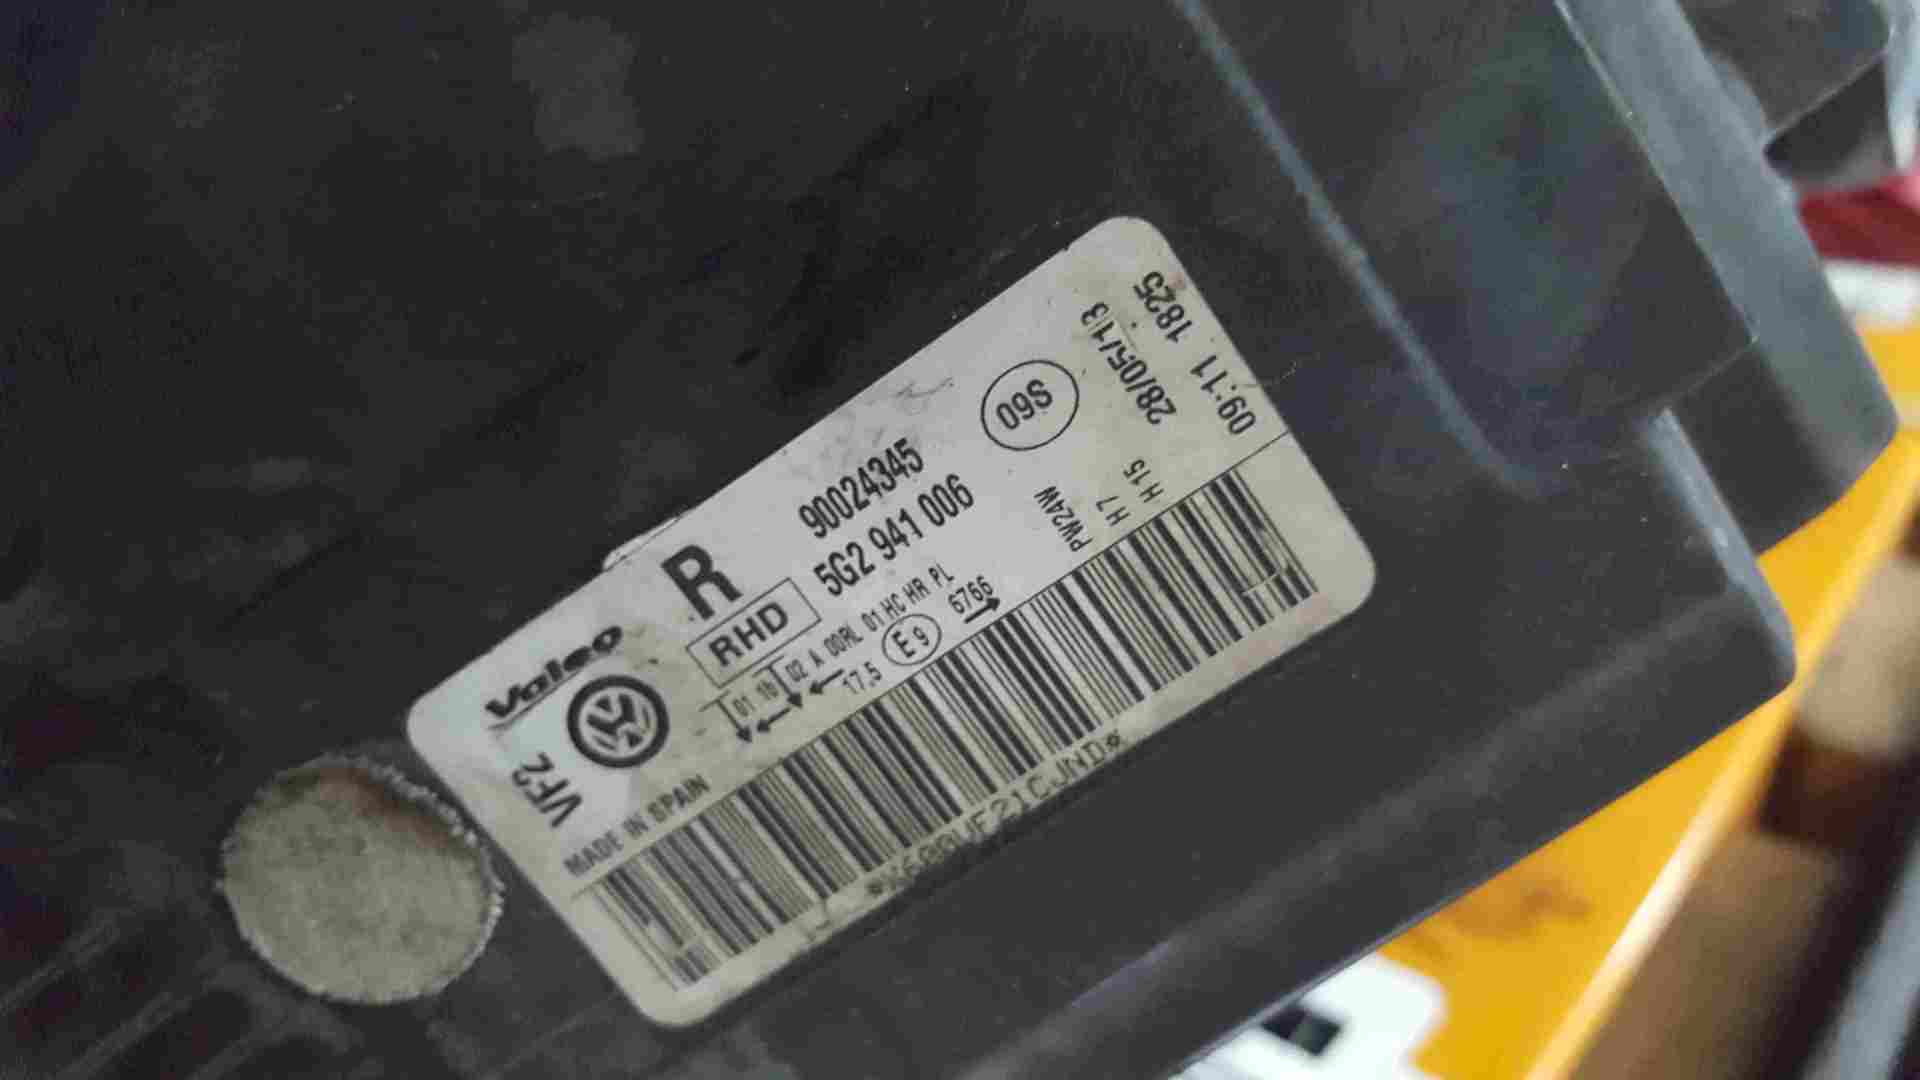 Valeo
VF2
R
RHD
90024345
5G2 941 006
S60
28/05/13
09:11 1825
01 1b 02 A 00RL 01 HC HR PL
17.5
E9
6766
PW24W
H7
H15
MADE IN SPAIN